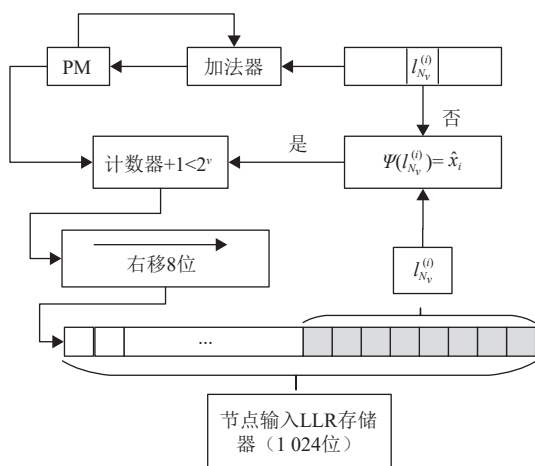 PM
加法器
|l_{N_v}^{(i)}|
否
计数器+1<2^v
是
Ψ(l_{N_v}^{(i)})= x̂_i
右移8位
l_{N_v}^{(i)}
...
节点输入LLR存储
器（1 024位）